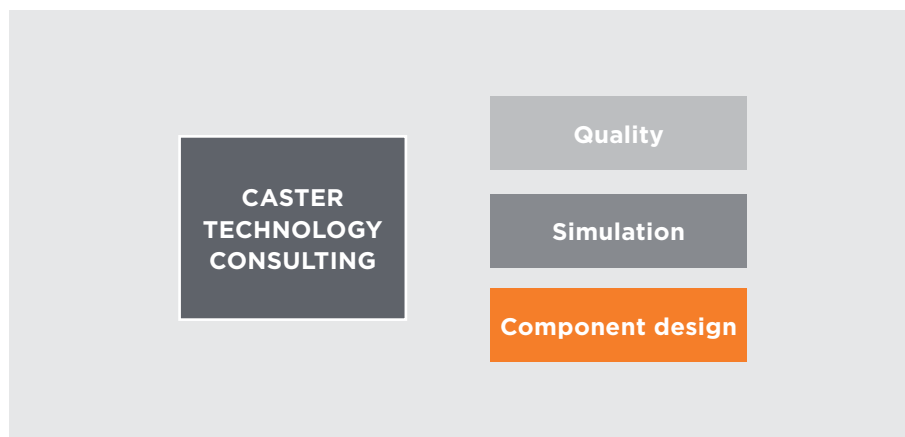 CASTER
TECHNOLOGY
CONSULTING
Quality
Simulation
Component design